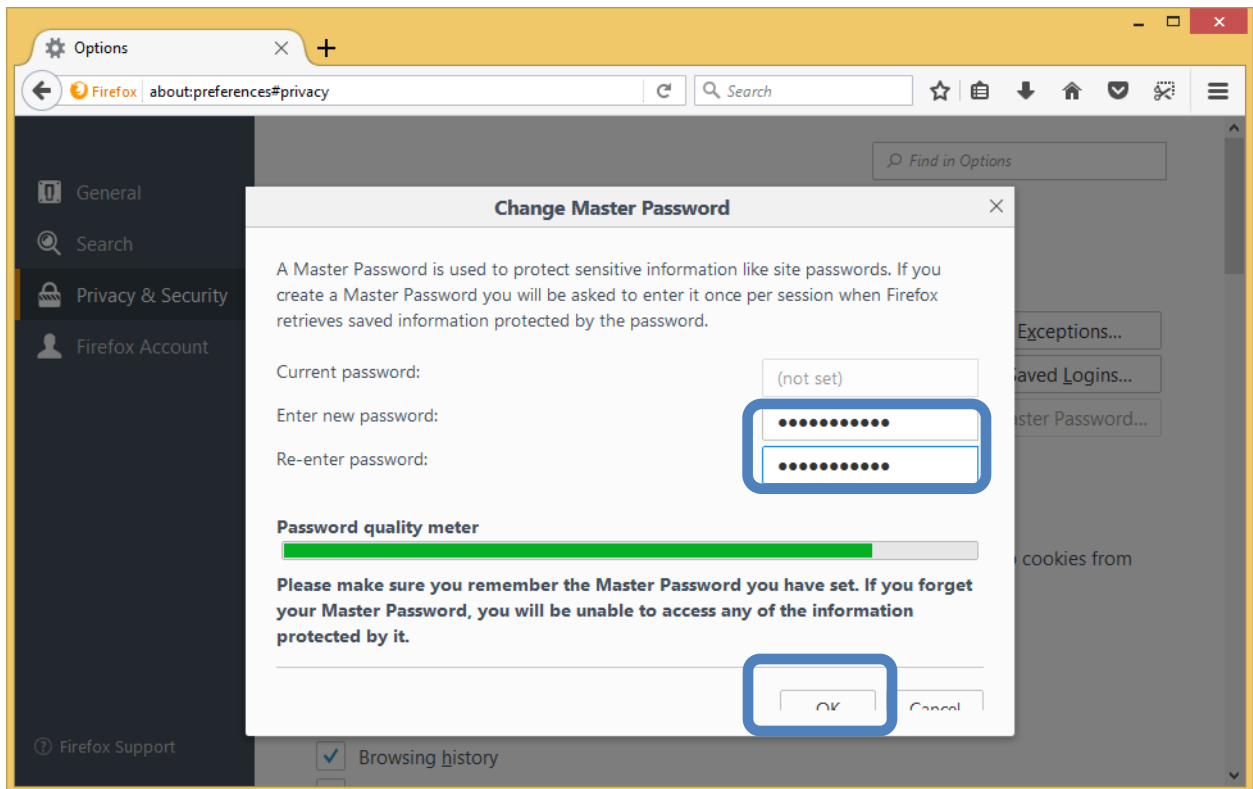 Options
Firefox about:preferences#privacy
Search
Find in Options
General
Search
Privacy & Security
Firefox Account
Change Master Password
A Master Password is used to protect sensitive information like site passwords. If you
create a Master Password you will be asked to enter it once per session when Firefox
retrieves saved information protected by the password.
Current password:
(not set)
Enter new password:
●●●●●●●●●●●
Re-enter password:
●●●●●●●●●●●
Exceptions...
Saved Logins...
Password...
Password quality meter
Please make sure you remember the Master Password you have set. If you forget
your Master Password, you will be unable to access any of the information
protected by it.
cookies from
OK
Cancel
Firefox Support
Browsing history